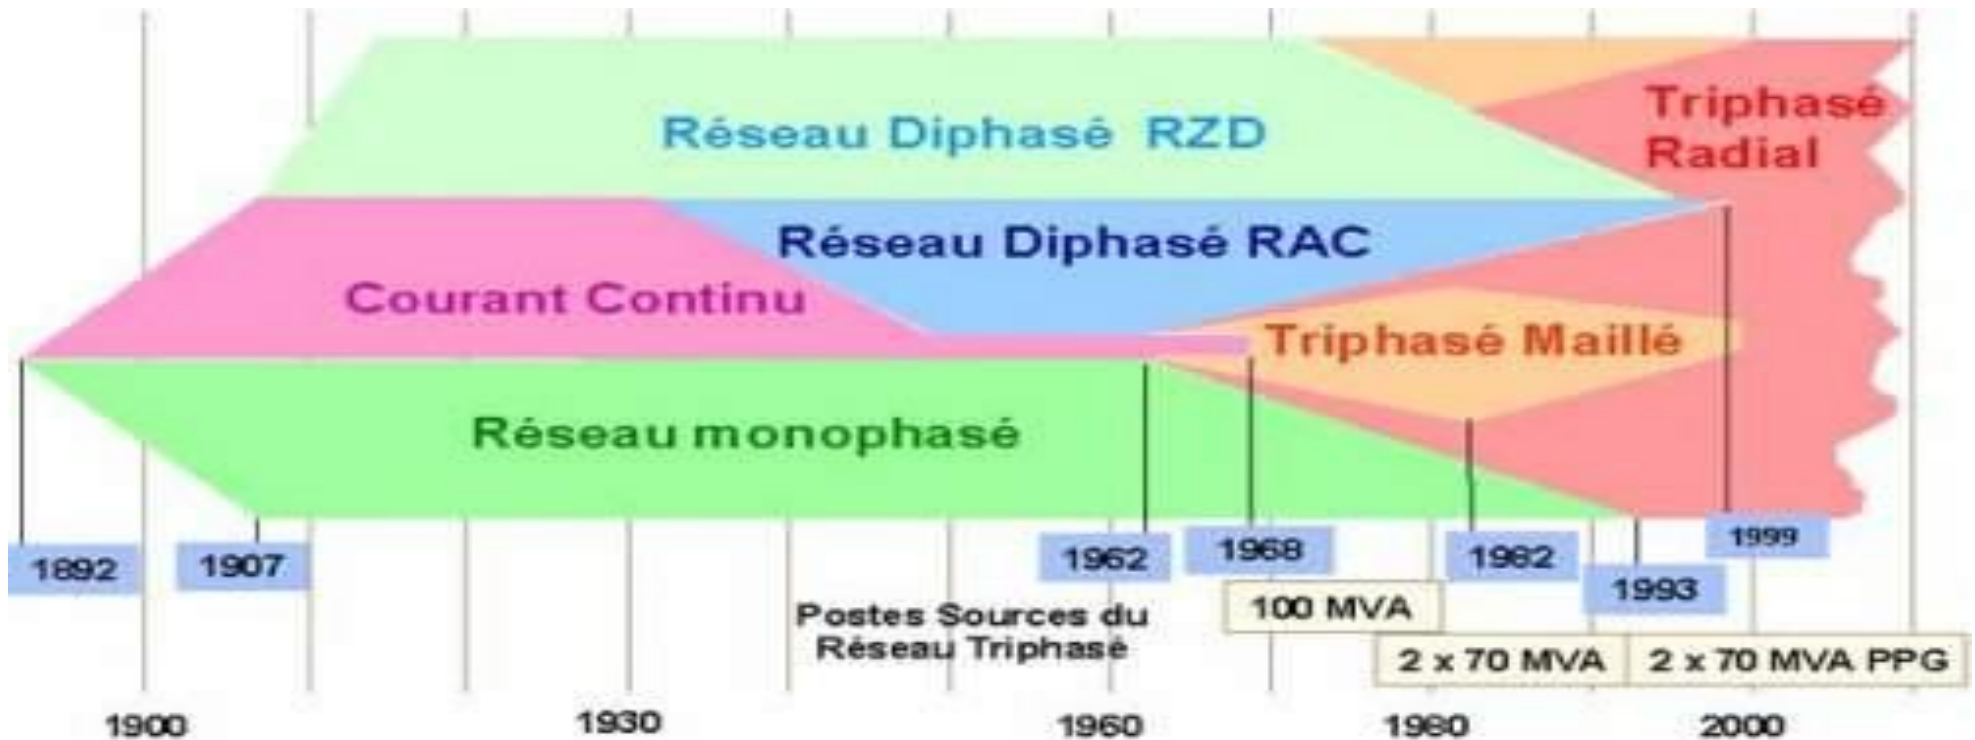 Réseau Diphasé RZD
Triphasé
Radial
Réseau Diphasé RAC
Courant Continu
Triphasé Maillé
Réseau monophasé
1892
1907
1962
1968
1982
1993
1999
Postes Sources du
Réseau Triphasé
100 MVA
2 x 70 MVA
2 x 70 MVA PPG
1900
1930
1960
1980
2000